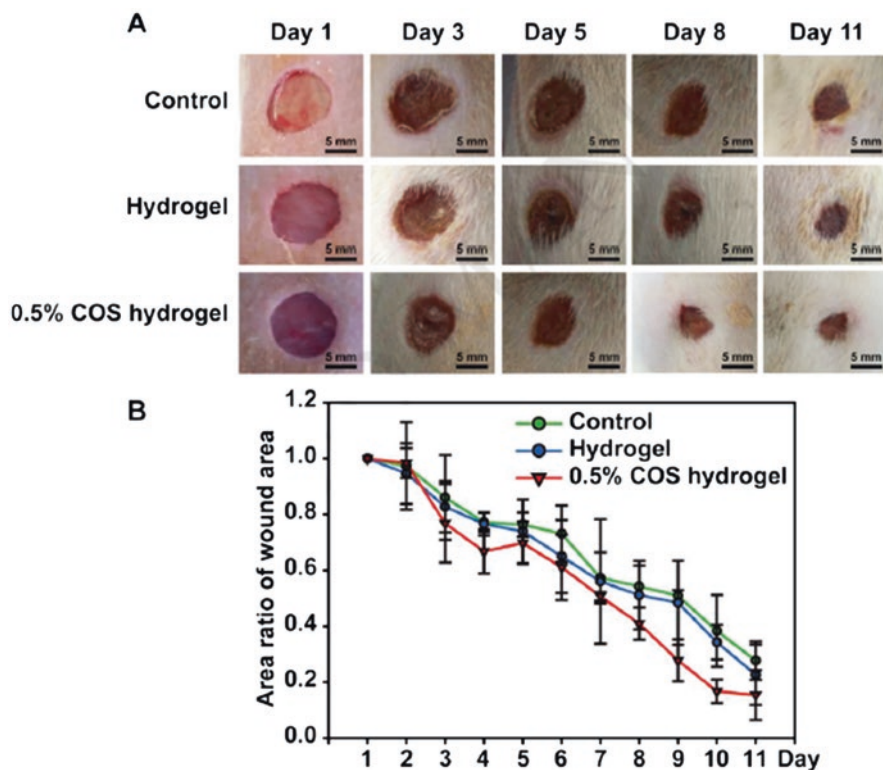 A
Day 1 Day 3 Day 5 Day 8 Day 11
Control
5 mm 5 mm 5 mm 5 mm 5 mm
Hydrogel
5 mm 5 mm 5 mm 5 mm 5 mm
0.5% COS hydrogel
5 mm 5 mm 5 mm 5 mm 5 mm
B
Area ratio of wound area
1.2
1.0
0.8
0.6
0.4
0.2
0.0
Control
Hydrogel
0.5% COS hydrogel
1 2 3 4 5 6 7 8 9 10 11 Day